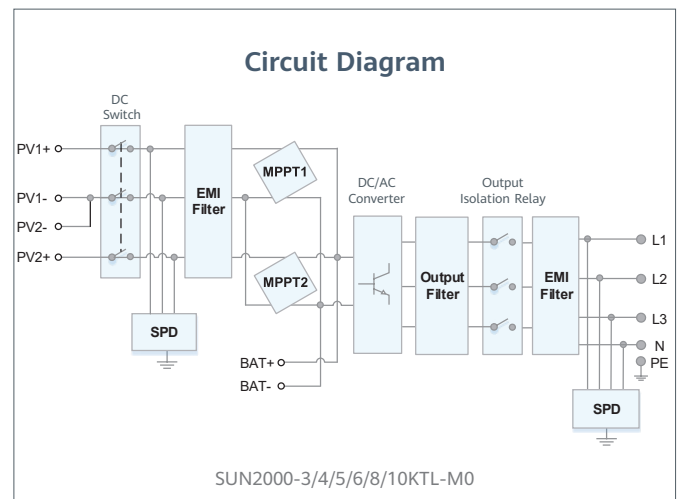 Circuit Diagram
DC
Switch
PV1+
PV1-
PV2-
PV2+
EMI
Filter
SPD
MPPT1
MPPT2
BAT+
BAT-
DC/AC
Converter
Output
Filter
Output
Isolation Relay
EMI
Filter
L1
L2
L3
N
PE
SPD
SUN2000-3/4/5/6/8/10KTL-M0